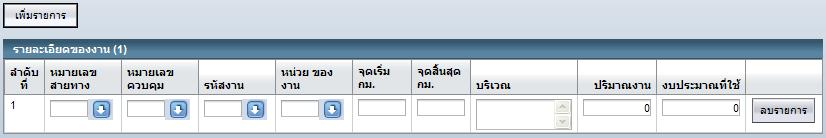 เพิ่มรายการ
รายละเอียดของงาน (1)
ลำดับ ที่
หมายเลข สายทาง
หมายเลข ควบคุม
รหัสงาน
หน่วย ของ งาน
จุดเริ่ม กม.
จุดสิ้นสุด กม.
บริเวณ
ปริมาณงาน
งบประมาณที่ใช้
1
0
0
ลบรายการ